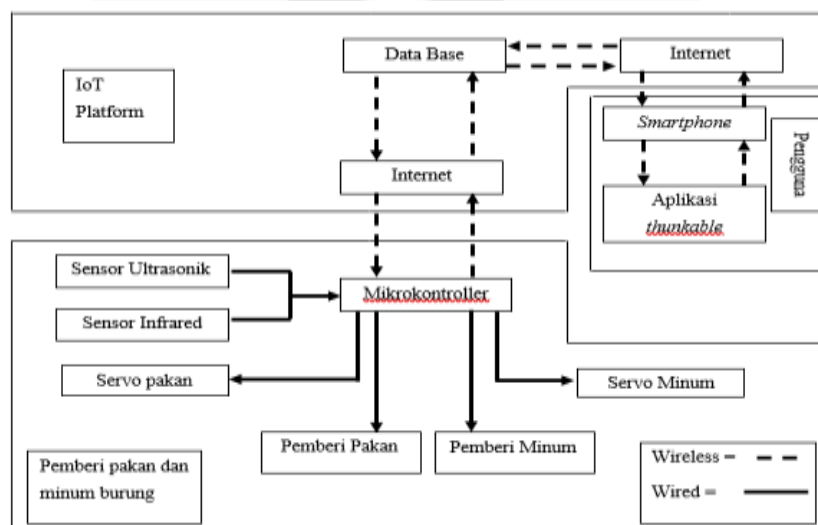 Data Base
Internet
IoT
Platform
Smartphone
Pengguna
Internet
Aplikasi
thunkable
Sensor Ultrasonik
Mikrokontroller
Sensor Infrared
Servo pakan
Servo Minum
Pemberi Pakan
Pemberi Minum
Pemberi pakan dan
minum burung
Wireless =
Wired =